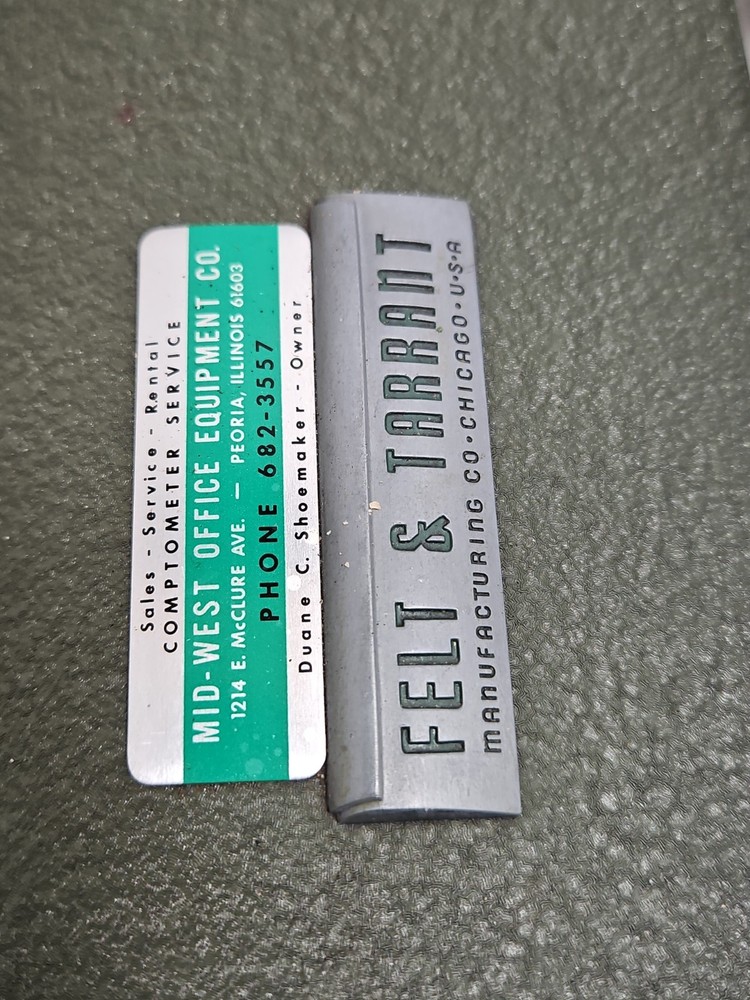 Sales - Service - Rental
COMPTOMETER SERVICE
MID-WEST OFFICE EQUIPMENT CO.
1214 E. McCLURE AVE. — PEORIA, ILLINOIS 61603
PHONE 682-3557
Duane C. Shoemaker - Owner
FELT & TARRANT
MANUFACTURING CO•CHICAGO•U•S•A